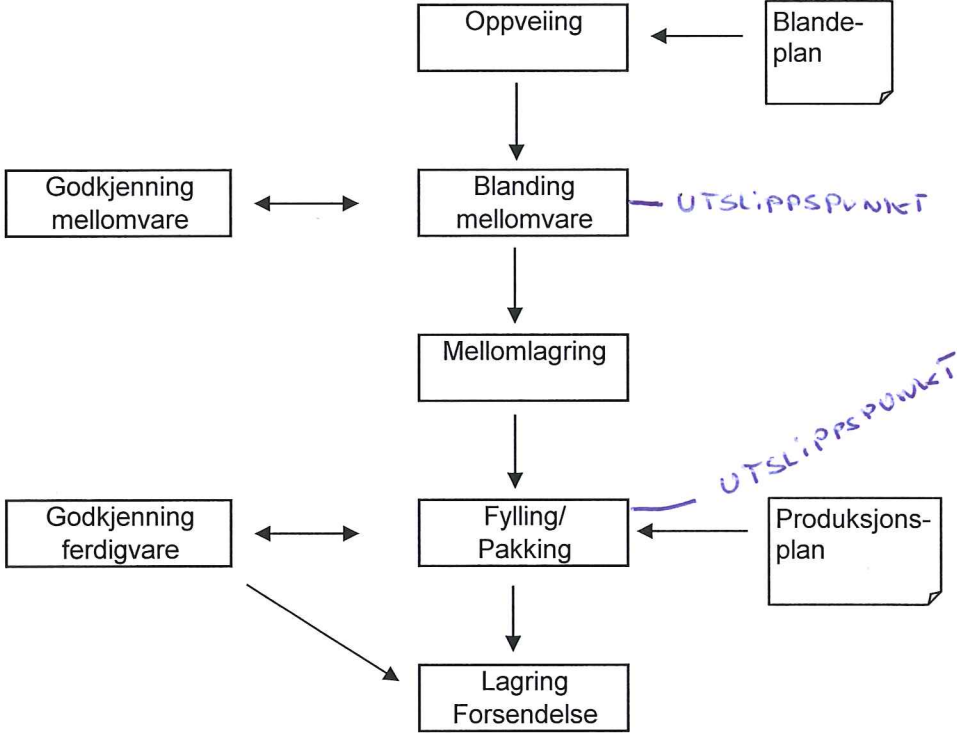 Oppveiing
Blande-
plan
Godkjenning
mellomvare
Blanding
mellomvare
UTSLIPPSPUNKT
Mellomlagring
UTSLIPPSPUNKT
Godkjenning
ferdigvare
Fylling/
Pakking
Produksjons-
plan
Lagring
Forsendelse